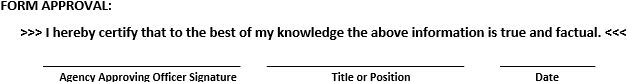 FORM APPROVAL:
>>> I hereby certify that to the best of my knowledge the above information is true and factual. <<<
Agency Approving Officer Signature Title or Position Date